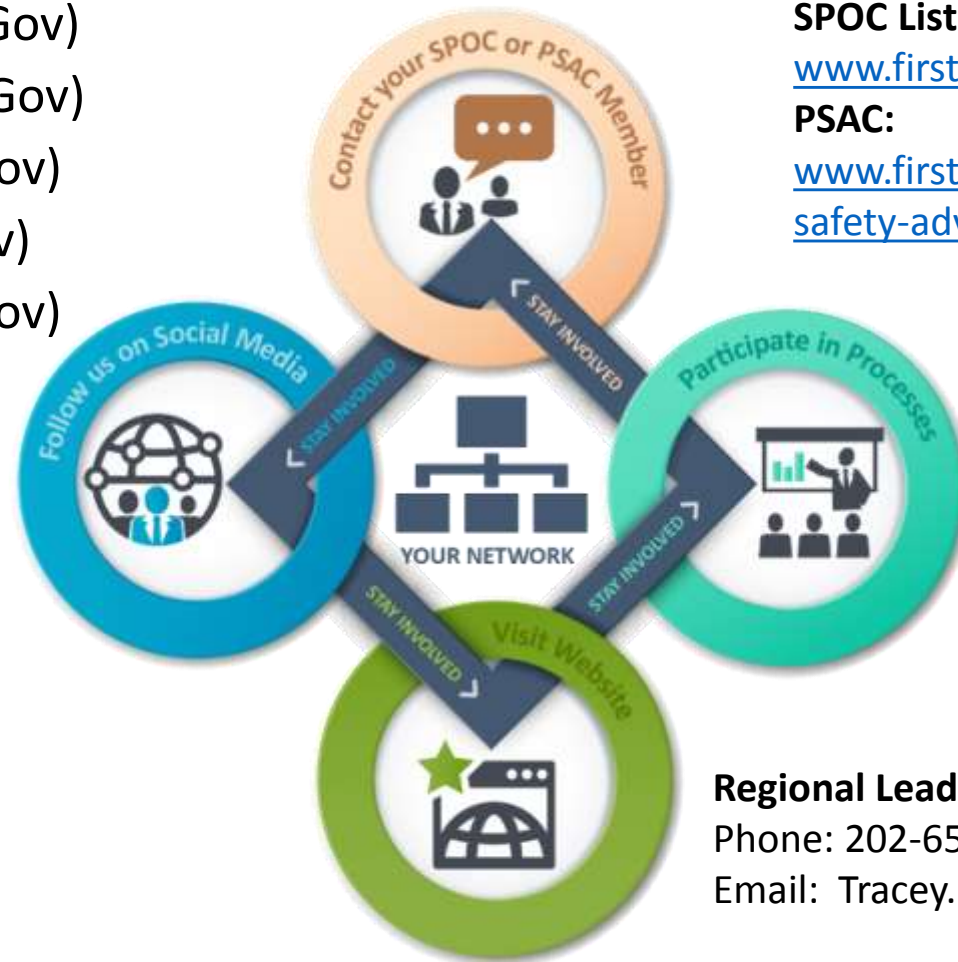 Gov)
Gov)
ov)
v)
ov)
SPOC List
www.first
PSAC:
www.first
safety-adv
Contact your SPOC or PSAC Member
Follow us on Social Media
STAY INVOLVED
STAY INVOLVED
Participate in Processes
YOUR NETWORK
STAY INVOLVED
STAY INVOLVED
Visit Website
Regional Lead
Phone: 202-65
Email: Tracey.